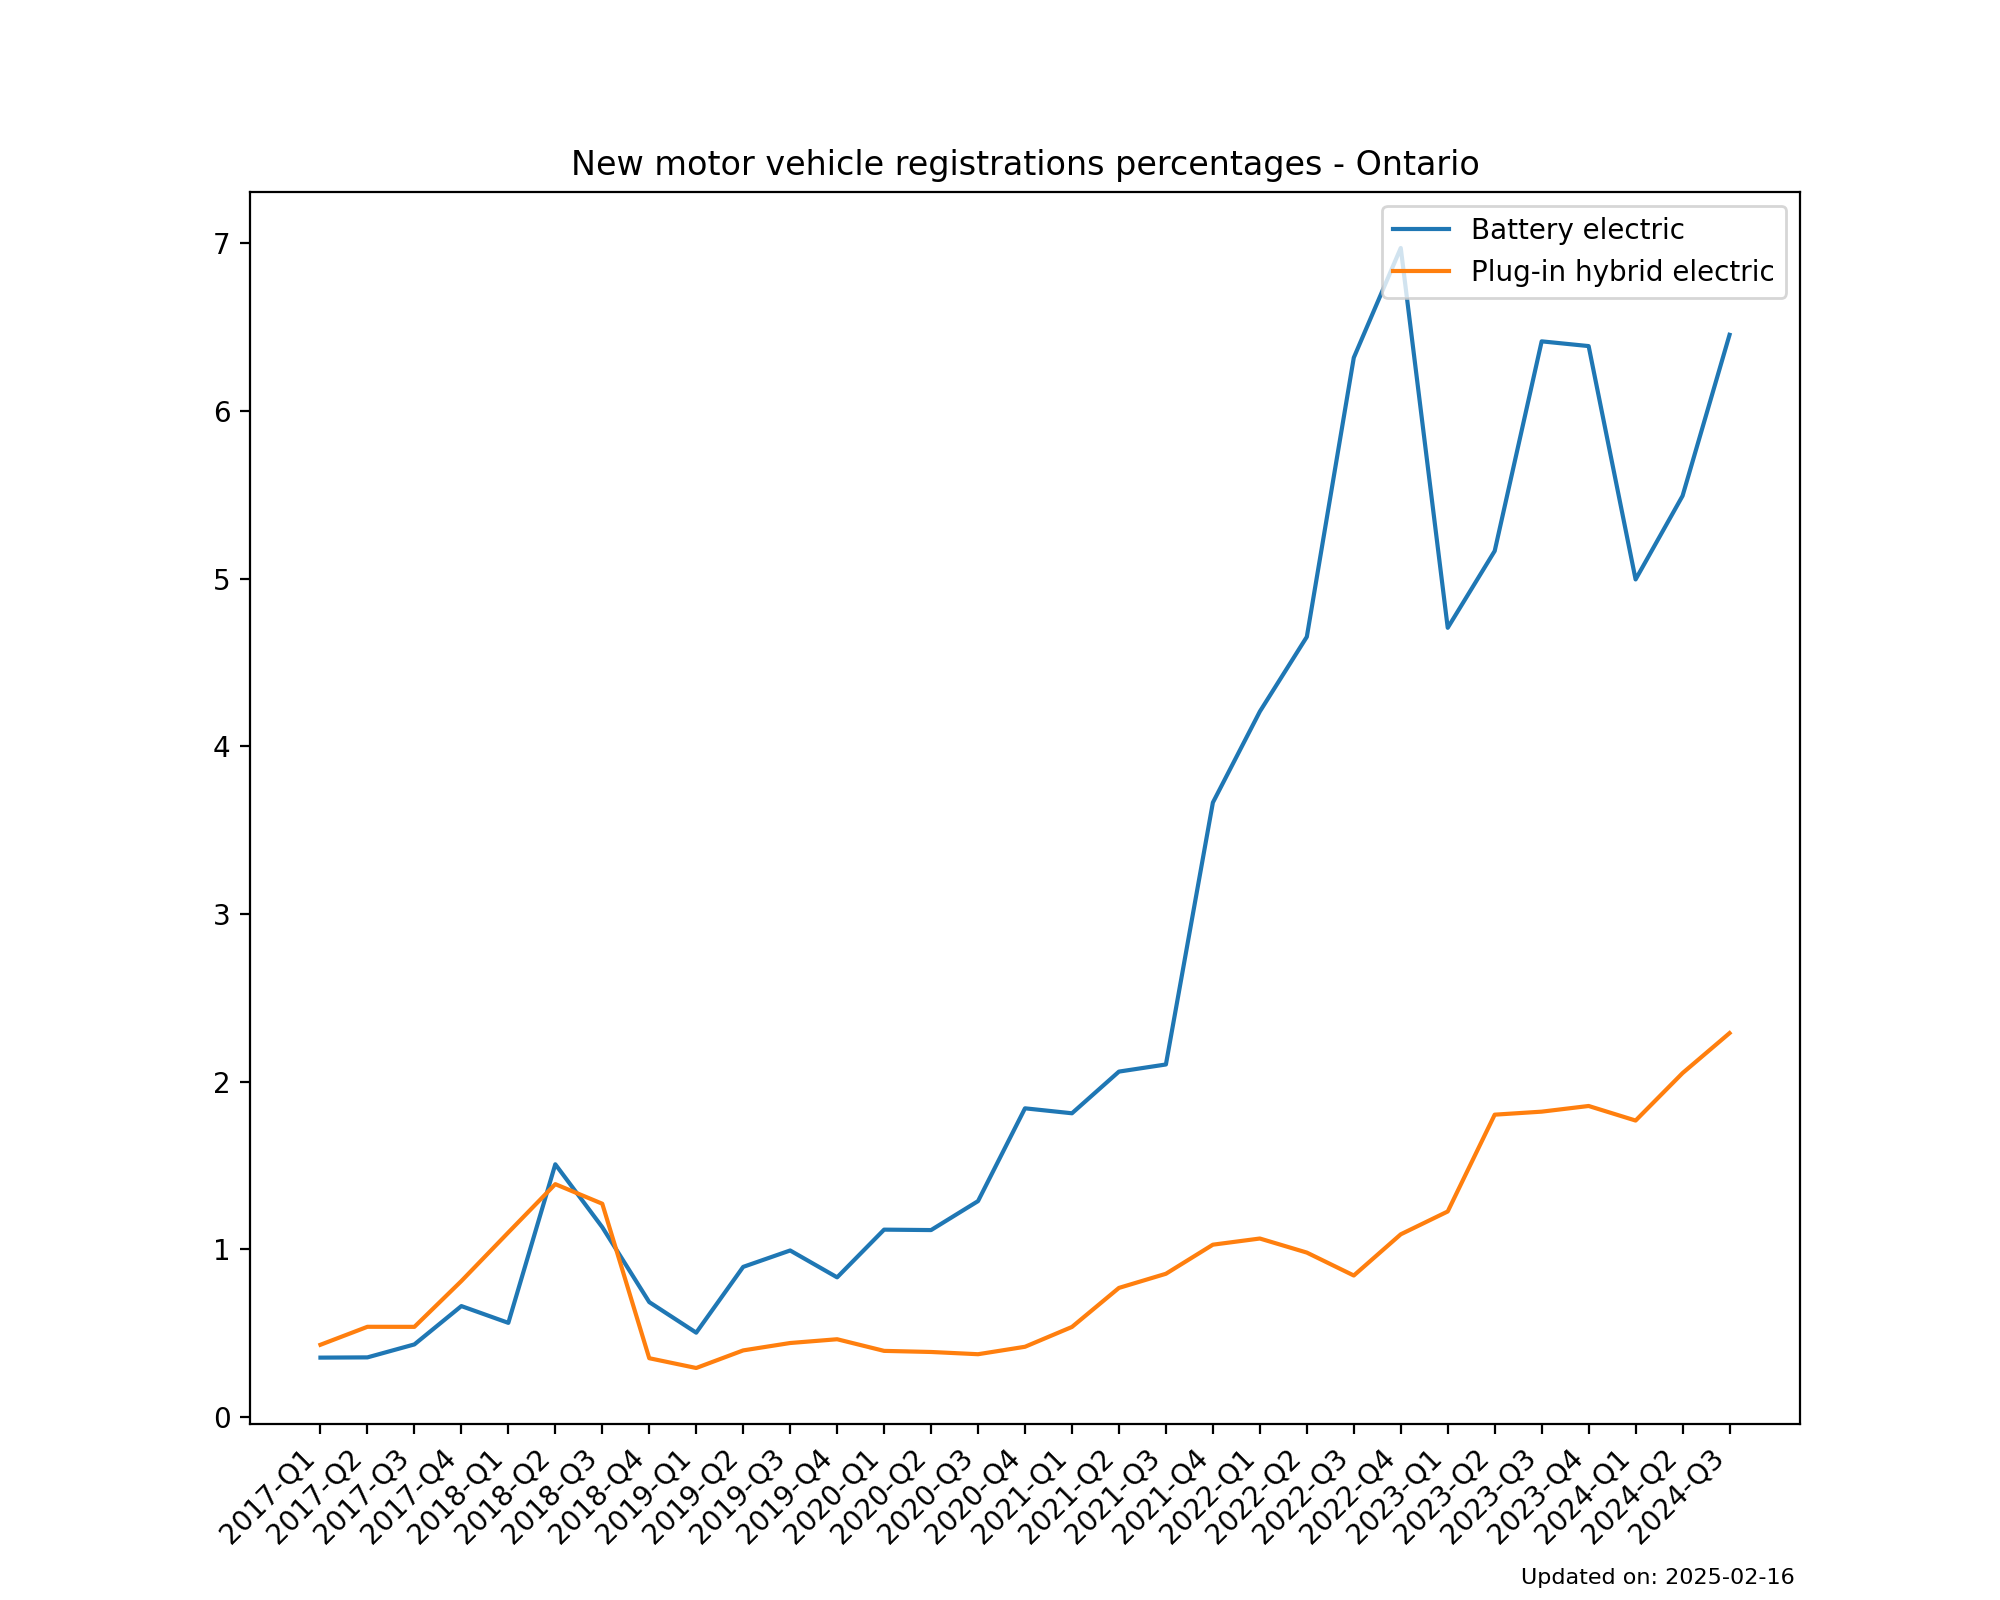 New motor vehicle registrations percentages - Ontario
Battery electric
Plug-in hybrid electric
7
6
5
4
3
2
1
0
2017-Q1
2017-Q2
2017-Q3
2017-Q4
2018-Q1
2018-Q2
2018-Q3
2018-Q4
2019-Q1
2019-Q2
2019-Q3
2019-Q4
2020-Q1
2020-Q2
2020-Q3
2020-Q4
2021-Q1
2021-Q2
2021-Q3
2021-Q4
2022-Q1
2022-Q2
2022-Q3
2022-Q4
2023-Q1
2023-Q2
2023-Q3
2023-Q4
2024-Q1
2024-Q2
2024-Q3
Updated on: 2025-02-16